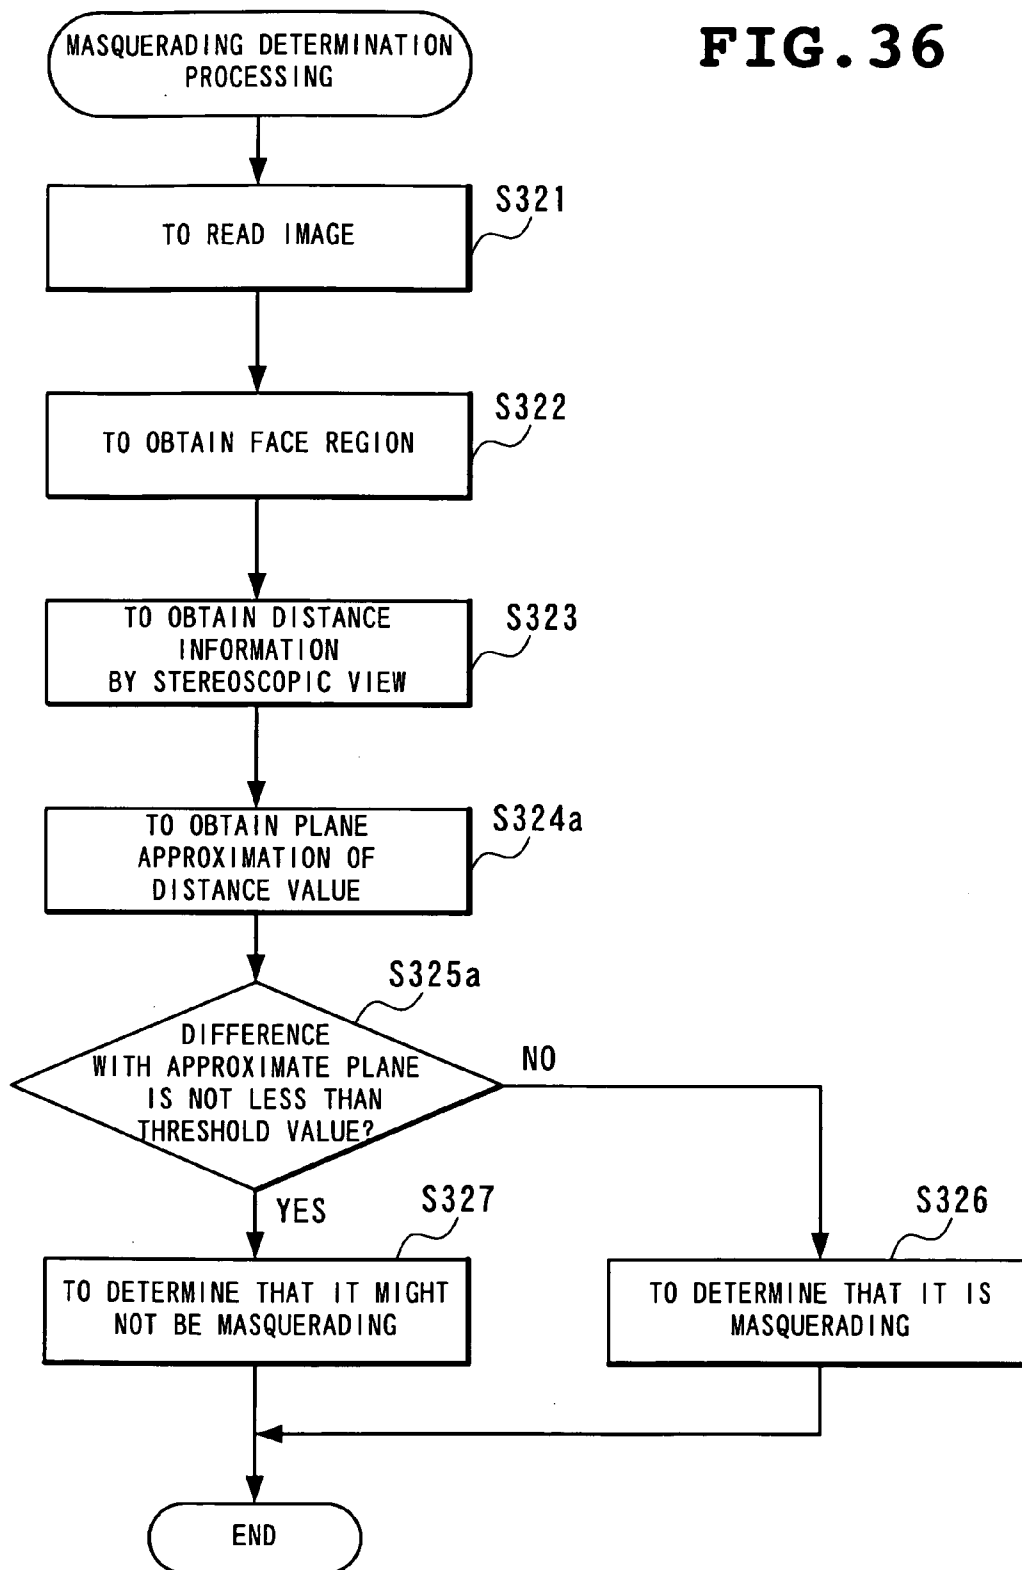 FIG.36
MASQUERADING DETERMINATION
PROCESSING
S321
TO READ IMAGE
S322
TO OBTAIN FACE REGION
S323
TO OBTAIN DISTANCE
INFORMATION
BY STEREOSCOPIC VIEW
S324a
TO OBTAIN PLANE
APPROXIMATION OF
DISTANCE VALUE
S325a
DIFFERENCE
WITH APPROXIMATE PLANE
IS NOT LESS THAN
THRESHOLD VALUE?
NO
YES
S327
TO DETERMINE THAT IT MIGHT
NOT BE MASQUERADING
S326
TO DETERMINE THAT IT IS
MASQUERADING
END